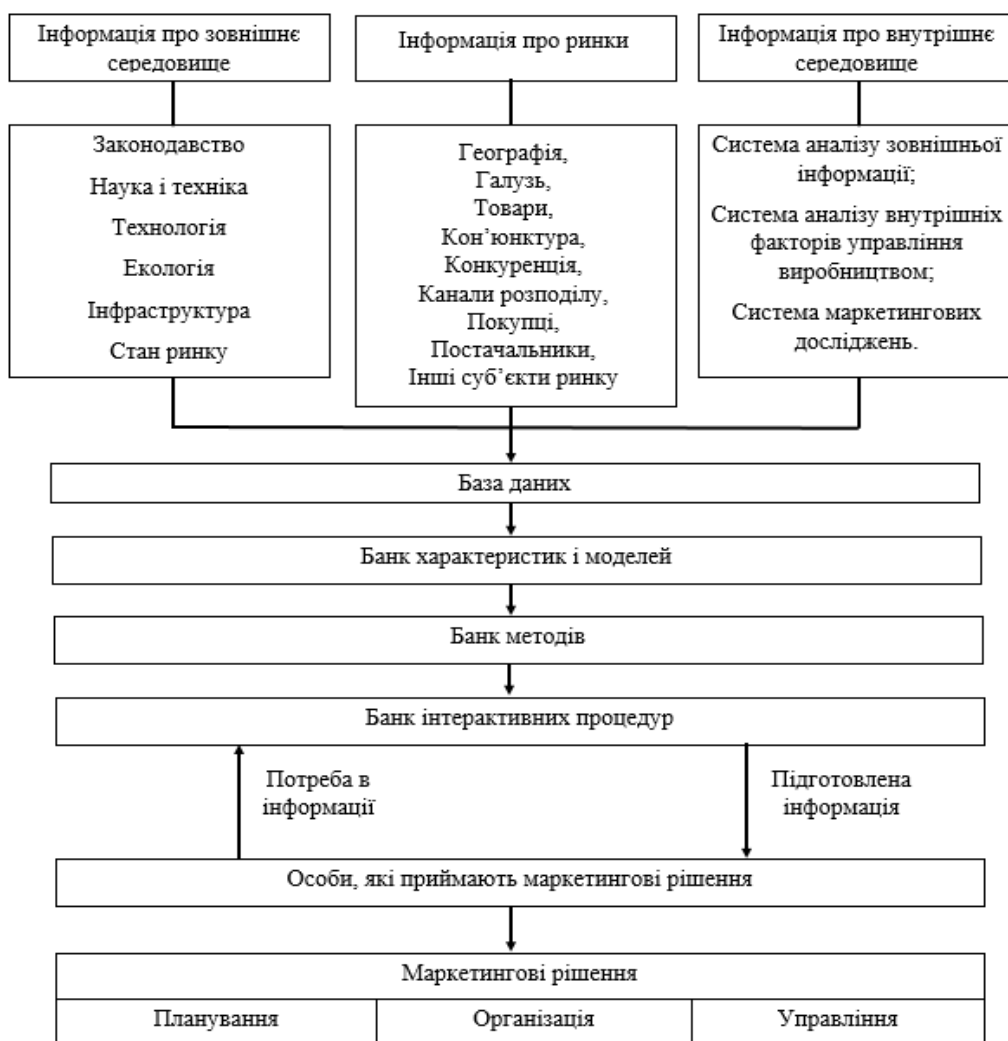 Інформація про зовнішнє
середовище
Інформація про ринки
Інформація про внутрішнє
середовище
Законодавство
Наука і техніка
Технологія
Екологія
Інфраструктура
Стан ринку
Географія,
Галузь,
Товари,
Кон’юнктура,
Конкуренція,
Канали розподілу,
Покупці,
Постачальники,
Інші суб’єкти ринку
Система аналізу зовнішньої
інформації;
Система аналізу внутрішніх
факторів управління
виробництвом;
Система маркетингових
досліджень.
База даних
Банк характеристик і моделей
Банк методів
Банк інтерактивних процедур
Потреба в
інформації
Підготовлена
інформація
Особи, які приймають маркетингові рішення
Маркетингові рішення
Планування
Організація
Управління